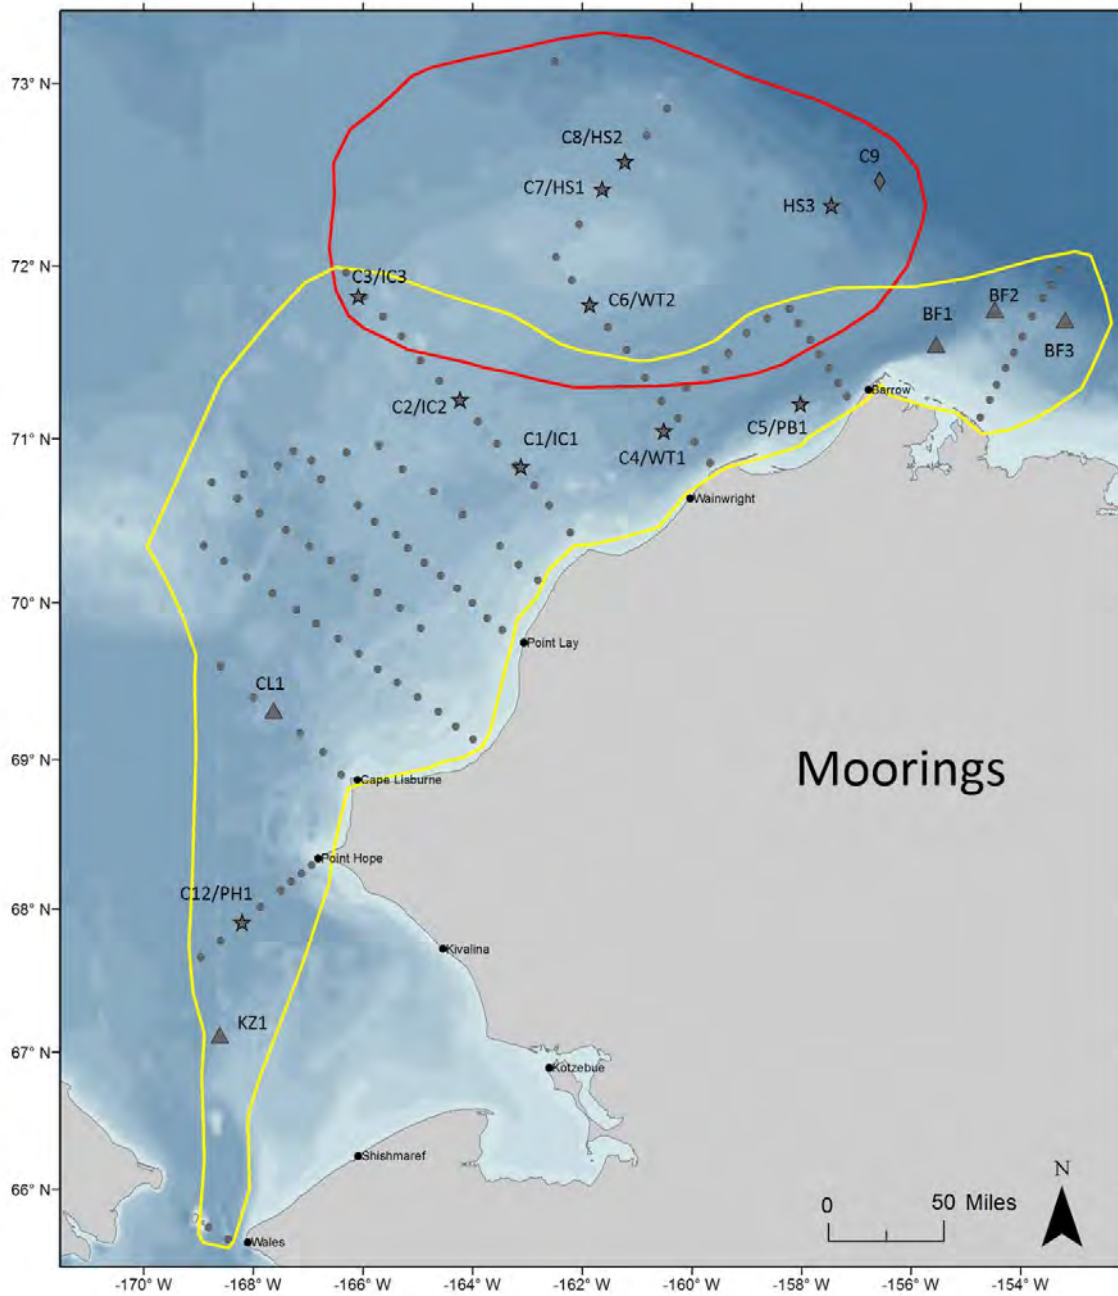 73° N
C8/HS2
C9
C7/HS1
HS3
72° N
C3/IC3
C6/WT2
BF2
BF1
BF3
Barrow
C2/IC2
71° N
C5/PB1
C1/IC1
C4/WT1
Wainwright
70° N
Point Lay
CL1
69° N
Cape Lisburne
Moorings
Point Hope
C12/PH1
68° N
Kivalina
KZ1
67° N
Kotzebue
Shishmaref
N
66° N
0 50 Miles
Wales
-170° W -168° W -166° W -164° W -162° W -160° W -158° W -156° W -154° W